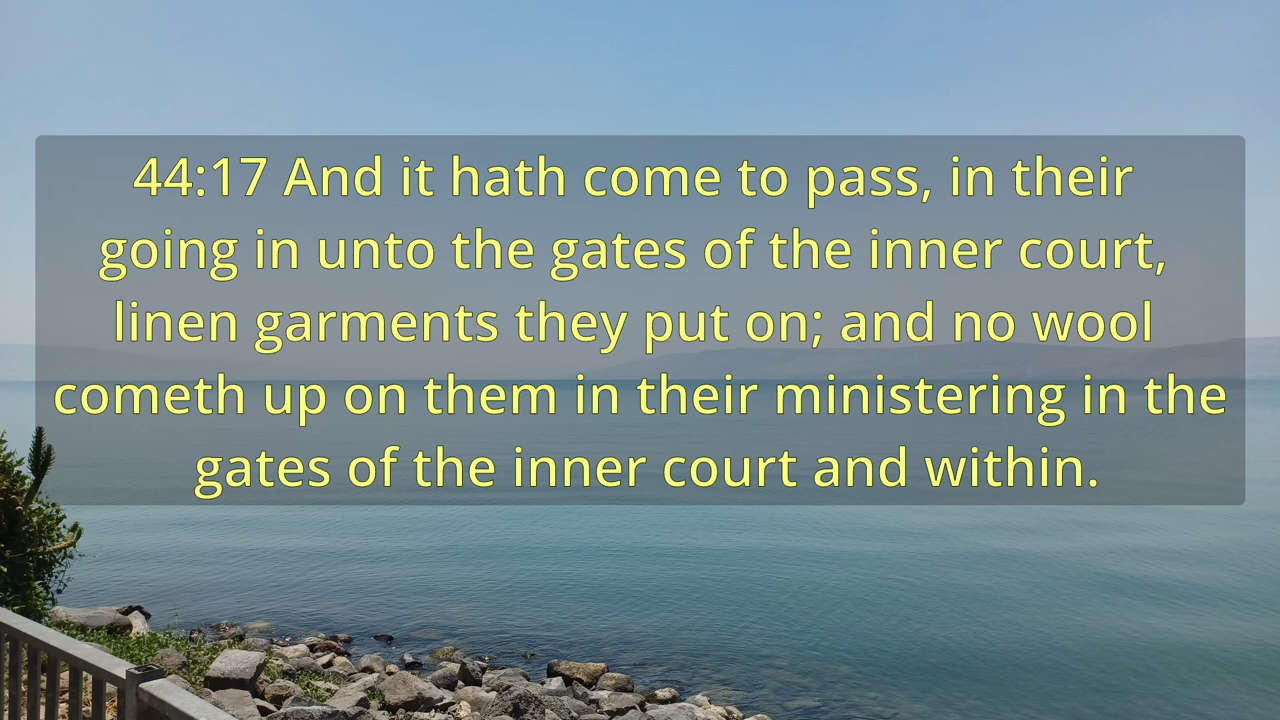 44:17 And it hath come to pass, in their
going in unto the gates of the inner court,
linen garments they put on; and no wool
cometh up on them in their ministering in the
gates of the inner court and within.